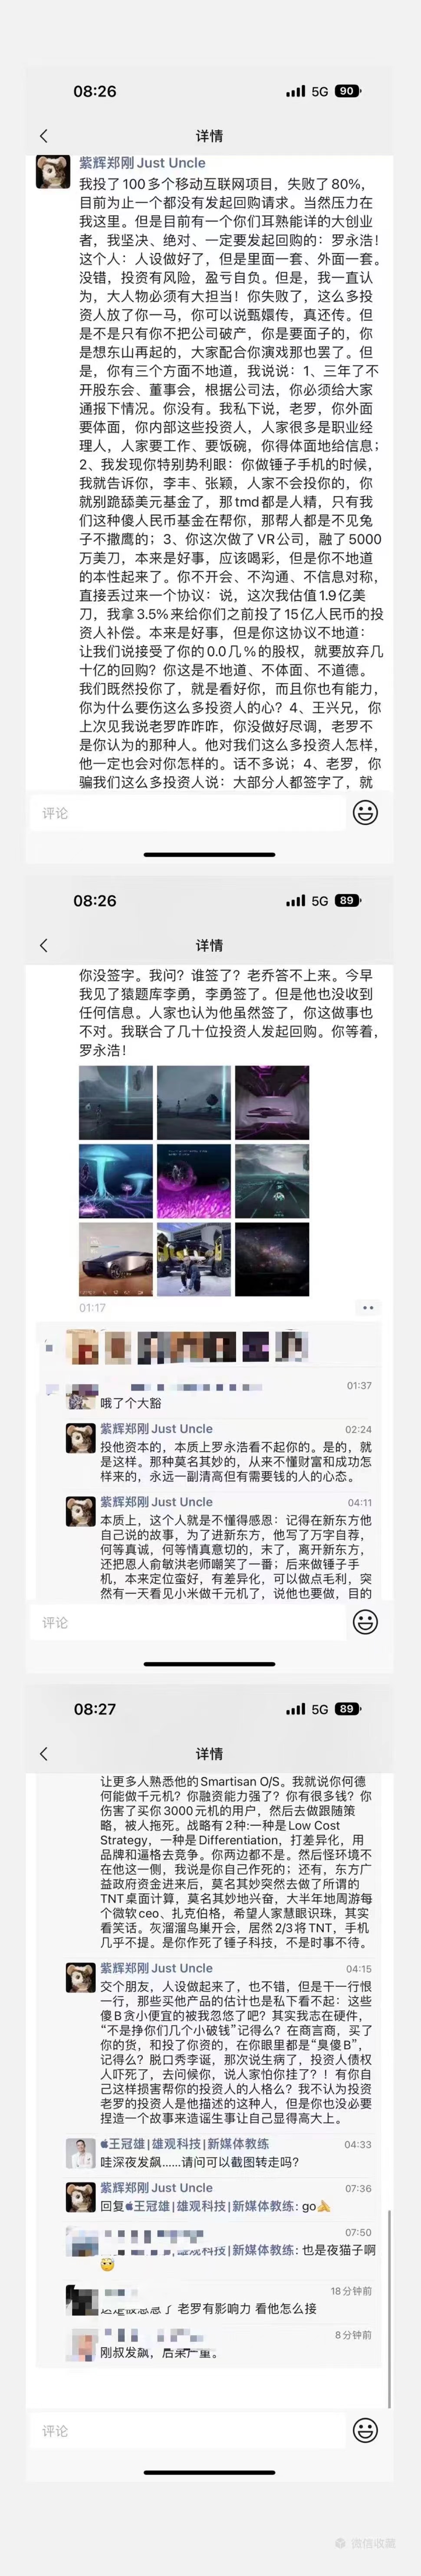 08:26
5G 90
详情
紫辉郑刚Just Uncle
我投了100多个移动互联网项目，失败了80%，
目前为止一个都没有发起回购请求。当然压力在
我这里。但是目前有一个你们耳熟能详的大创业
者，我坚决、绝对、一定要发起回购的：罗永浩！
这个人：人设做好了，但是里面一套、外面一套。
没错，投资有风险，盈亏自负。但是，我一直认
为，大人物必须有大担当！你失败了，这么多投
资人放了你一马，你可以说甄嬛传，真还传。但
是不是只有你不把公司破产，你是要面子的，你
是想东山再起的，大家配合你演戏那也罢了。但
是，你有三个方面不地道，我说说：1、三年了不
开股东会、董事会，根据公司法，你必须给大家
通报下情况。你没有。我私下说，老罗，你外面
要体面，你内部这些投资人，人家很多是职业经
理人，人家要工作、要饭碗，你得体面地给信息；
2、我发现你特别势利眼：你做锤子手机的时候，
我就告诉你，李丰、张颖，人家不会投你的，你
就别跪舔美元基金了，那tmd都是人精，只有我
们这种傻人民币基金在帮你，那帮人都是不见兔
子不撒鹰的；3、你这次做了VR公司，融了5000
万美刀，本来是好事，应该喝彩，但是你不地道
的本性起来了。你不开会、不沟通、不信息对称，
直接丢过来一个协议：说，这次我估值1.9亿美
刀，我拿3.5%来给你们之前投了15亿人民币的投
资人补偿。本来是好事，但是你这协议不地道：
让我们说接受了你的0.0几%的股权，就要放弃几
十亿的回购？你这是不地道、不体面、不道德。
我们既然投你了，就是看好你，而且你也有能力，
你为什么要伤这么多投资人的心？4、王兴兄，你
上次见我说老罗咋咋咋，你没做好尽调，老罗不
是你认为的那种人。他对我们这么多投资人怎样，
他一定也会对你怎样的。话不多说；4、老罗，你
骗我们这么多投资人说：大部分人都签字了，就
评论
08:26
5G 89
详情
你没签字。我问？谁签了？老乔答不上来。今早
我见了猿题库李勇，李勇签了。但是他也没收到
任何信息。人家也认为他虽然签了，你这做事也
不对。我联合了几十位投资人发起回购。你等着，
罗永浩！
01:17
01:37
哦了个大豁
紫辉郑刚Just Uncle 02:24
投他资本的，本质上罗永浩看不起你的。是的，就
是这样。那种莫名其妙的，从来不懂财富和成功怎
样来的，永远一副清高但有需要钱的人的心态。
紫辉郑刚Just Uncle 04:11
本质上，这个人就是不懂得感恩：记得在新东方他
自己说的故事，为了进新东方，他写了万字自荐，
何等真诚，何等情真意切的，末了，离开新东方，
还把恩人俞敏洪老师嘲笑了一番；后来做锤子手
机，本来定位蛮好，有差异化，可以做点毛利，突
然有一天看见小米做千元机了，说他也要做，目的
评论
08:27
5G 89
详情
让更多人熟悉他的Smartisan O/S。我就说你何德
何能做千元机？你融资能力强了？你有很多钱？你
伤害了买你3000元机的用户，然后去做跟随策
略，被人拖死。战略有2种:一种是Low Cost
Strategy，一种是Differentiation，打差异化，用
品牌和逼格去竞争。你两边都不是。然后怪环境不
在他这一侧，我说是你自己作死的；还有，东方广
益政府资金进来后，莫名其妙突然去做了所谓的
TNT桌面计算，莫名其妙地兴奋，大半年地周游每
个微软ceo、扎克伯格，希望人家慧眼识珠，其实
看笑话。灰溜溜鸟巢开会，居然2/3将TNT，手机
几乎不提。是你作死了锤子科技，不是时事不待。
紫辉郑刚Just Uncle 04:15
交个朋友，人设做起来了，也不错，但是干一行恨
一行，那些买他产品的估计也是私下看不起：这些
傻B贪小便宜的被我忽悠了吧？其实我志在硬件，
“不是挣你们几个小破钱”记得么？在商言商，买了
你的货，和投了你资的，在你眼里都是“臭傻B”，
记得么？脱口秀李诞，那次说生病了，投资人债权
人吓死了，去问候你，说人家怕你挂了？！有你自
己这样损害帮你的投资人的人格么？我不认为投资
老罗的投资人是他描述的这种人，但是你也没必要
捏造一个故事来造谣生事让自己显得高大上。
王冠雄|雄观科技|新媒体教练 04:33
哇深夜发飙……请问可以截图转走吗？
紫辉郑刚Just Uncle 07:36
回复王冠雄|雄观科技|新媒体教练: go
07:50
雄观科技|新媒体教练: 也是夜猫子啊
18分钟前
这是被惹急了 老罗有影响力 看他怎么接
8分钟前
刚叔发飙，后果严重。
评论
微信收藏